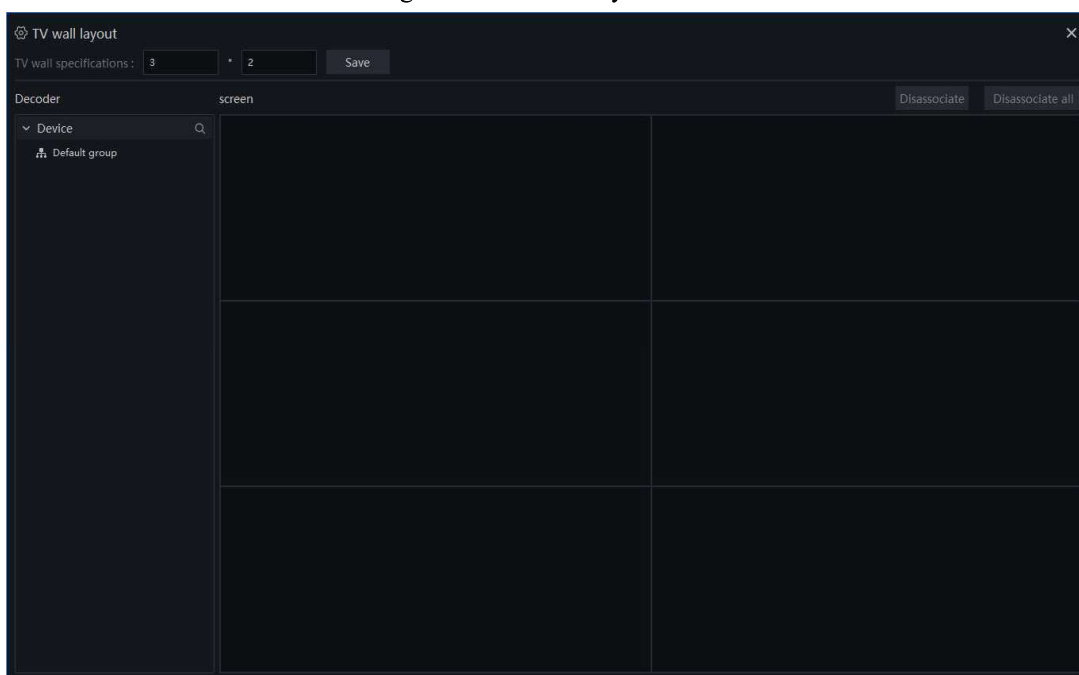 TV wall layout
TV wall specifications : 3 * 2 Save
Decoder screen Disassociate Disassociate all
Device
Default group